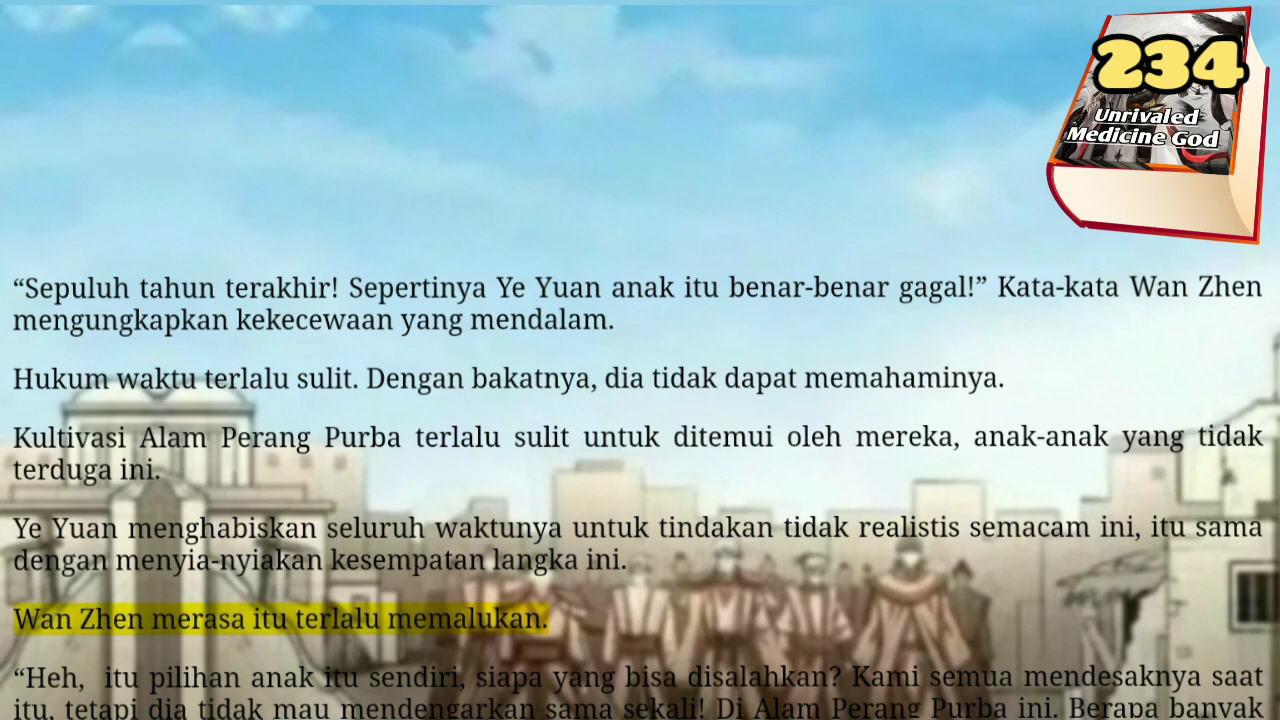 234
Unrivaled
Medicine God
“Sepuluh tahun terakhir! Sepertinya Ye Yuan anak itu benar-benar gagal!” Kata-kata Wan Zhen
mengungkapkan kekecewaan yang mendalam.
Hukum waktu terlalu sulit. Dengan bakatnya, dia tidak dapat memahaminya.
Kultivasi Alam Perang Purba terlalu sulit untuk ditemui oleh mereka, anak-anak yang tidak
terduga ini.
Ye Yuan menghabiskan seluruh waktunya untuk tindakan tidak realistis semacam ini, itu sama
dengan menyia-nyiakan kesempatan langka ini.
Wan Zhen merasa itu terlalu memalukan.
“Heh,  itu pilihan anak itu sendiri, siapa yang bisa disalahkan? Kami semua mendesaknya saat
itu, tetapi dia tidak mau mendengarkan sama sekali! Di Alam Perang Purba ini. Berapa banyak